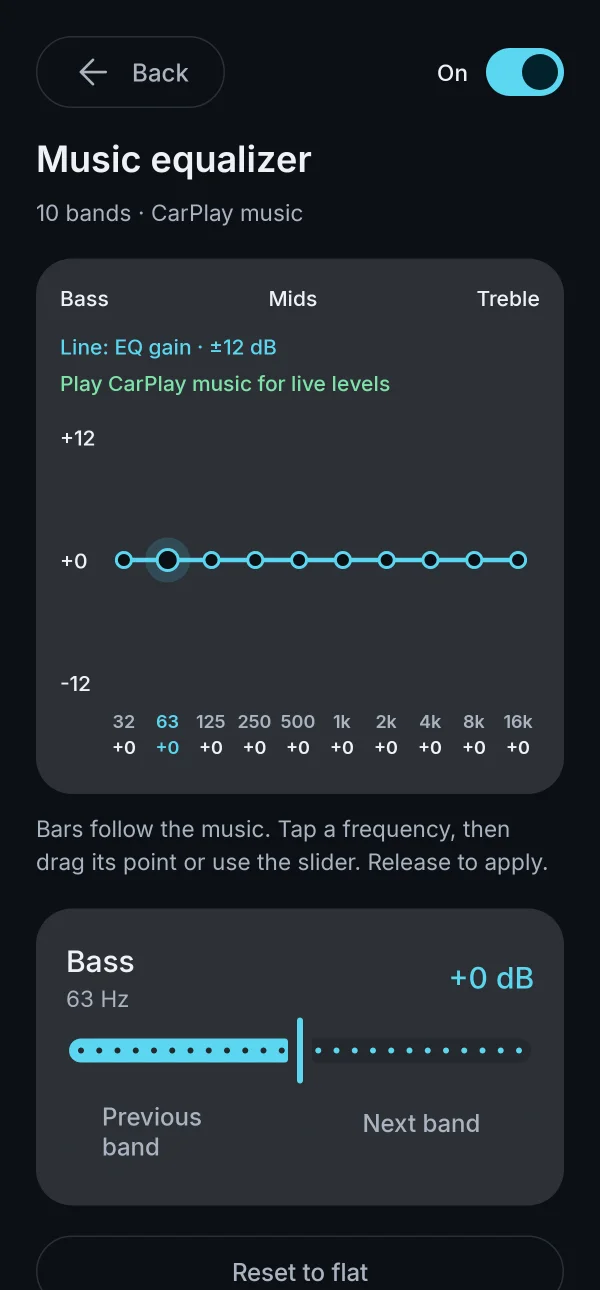 Back
On
Music equalizer
10 bands · CarPlay music
Bass Mids Treble
Line: EQ gain · ±12 dB
Play CarPlay music for live levels
+12
+0
-12
32 63 125 250 500 1k 2k 4k 8k 16k
+0 +0 +0 +0 +0 +0 +0 +0 +0 +0
Bars follow the music. Tap a frequency, then
drag its point or use the slider. Release to apply.
Bass
+0 dB
63 Hz
Previous
band
Next band
Reset to flat